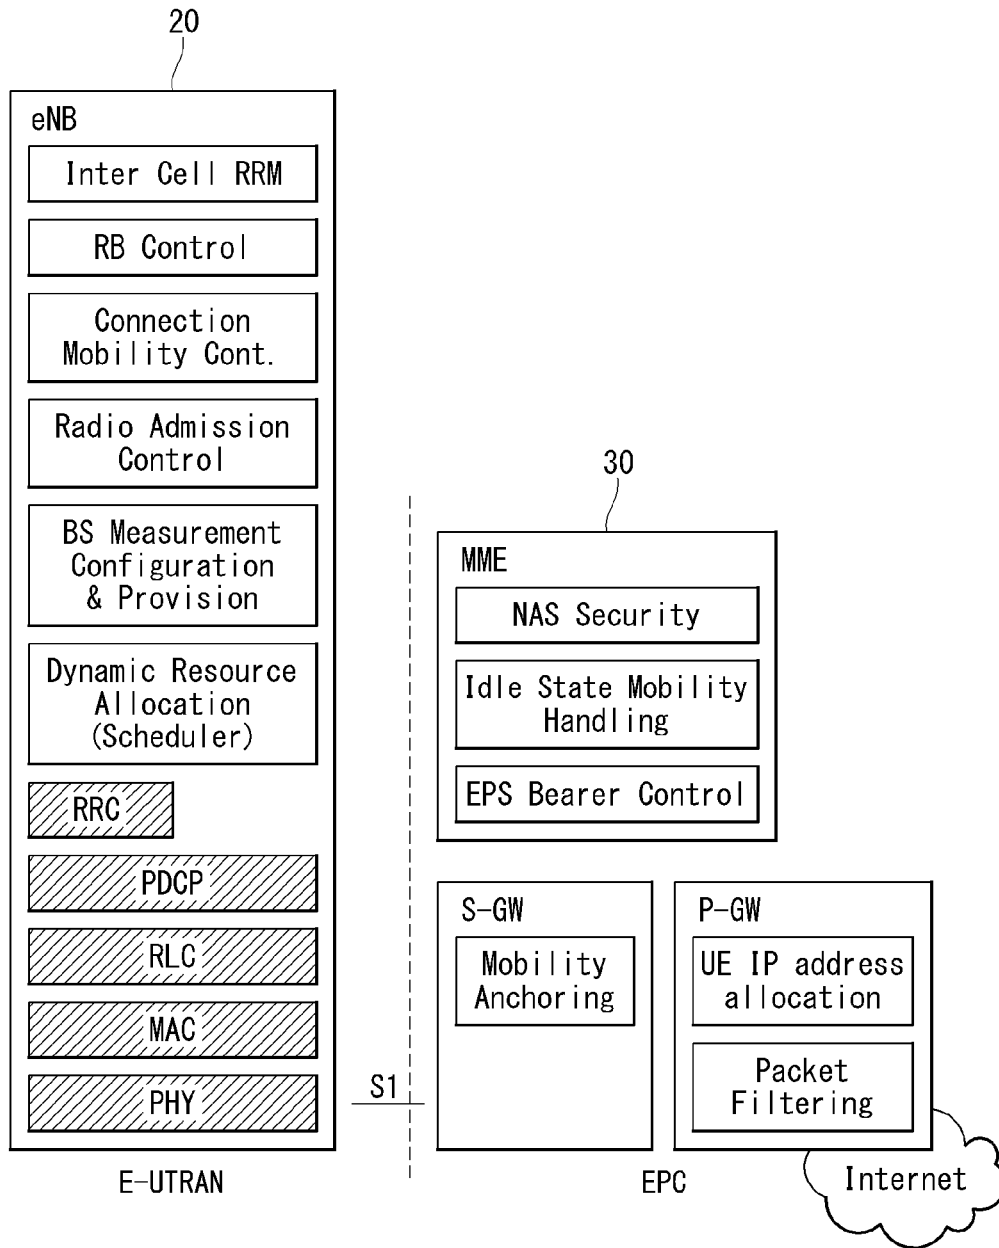 20
eNB
Inter Cell RRM
RB Control
Connection
Mobility Cont.
Radio Admission
Control
BS Measurement
Configuration
& Provision
Dynamic Resource
Allocation
(Scheduler)
RRC
PDCP
RLC
MAC
PHY
E-UTRAN
S1
30
MME
NAS Security
Idle State Mobility
Handling
EPS Bearer Control
S-GW
Mobility
Anchoring
P-GW
UE IP address
allocation
Packet
Filtering
Internet
EPC